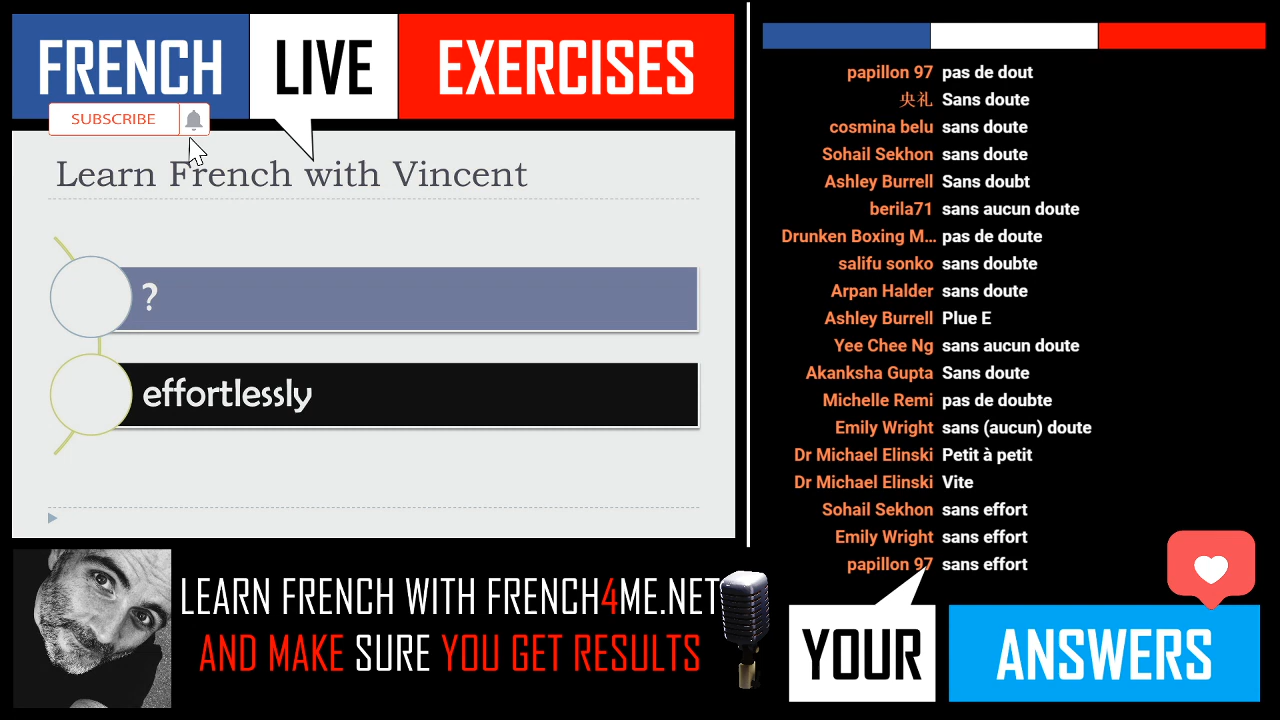 FRENCH LIVE EXERCISES
SUBSCRIBE
Learn French with Vincent
?
effortlessly
LEARN FRENCH WITH FRENCH4ME.NET
AND MAKE SURE YOU GET RESULTS
papillon 97 pas de dout
央礼 Sans doute
cosmina belu sans doute
Sohail Sekhon sans doute
Ashley Burrell Sans doubt
berila71 sans aucun doute
Drunken Boxing M... pas de doute
salifu sonko sans doubte
Arpan Halder sans doute
Ashley Burrell Plue E
Yee Chee Ng sans aucun doute
Akanksha Gupta Sans doute
Michelle Remi pas de doubte
Emily Wright sans (aucun) doute
Dr Michael Elinski Petit à petit
Dr Michael Elinski Vite
Sohail Sekhon sans effort
Emily Wright sans effort
papillon 97 sans effort
YOUR ANSWERS